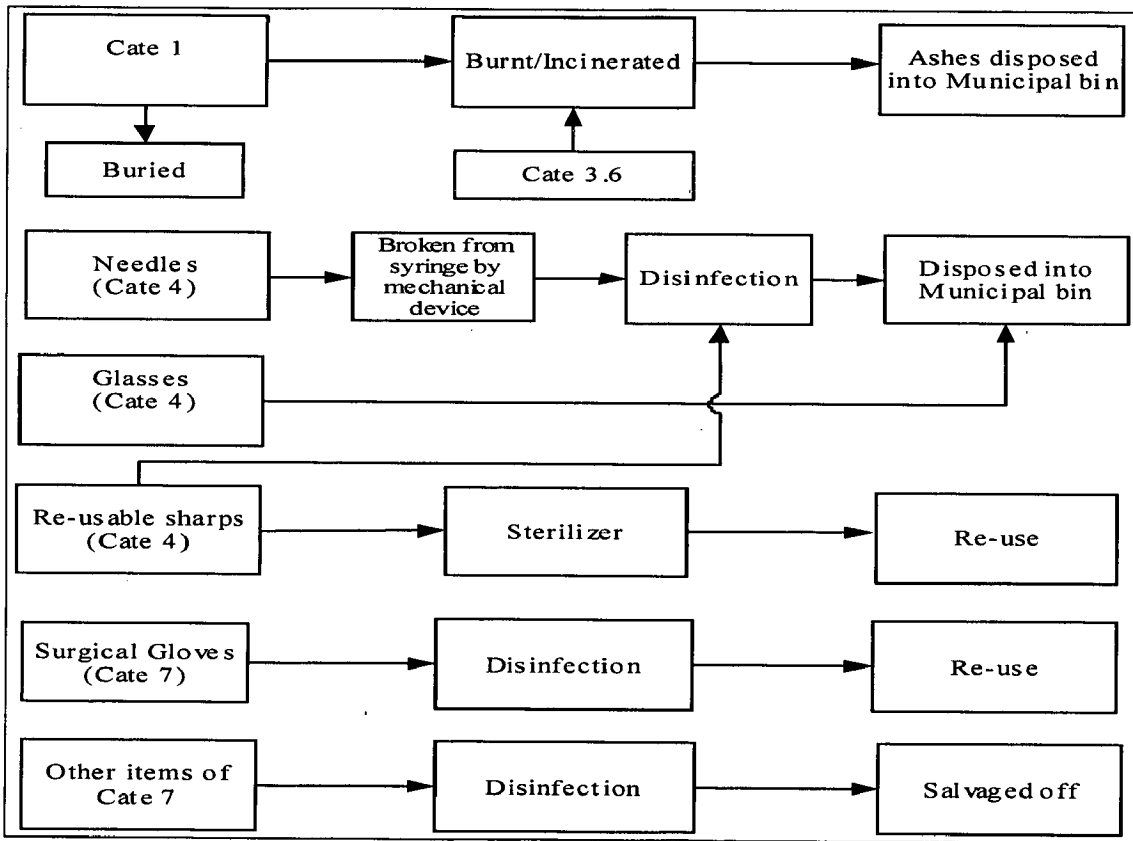 Cate 1
Burnt/Incinerated
Ashes disposed
into Municipal bin
Buried
Cate 3.6
Needles
(Cate 4)
Broken from
syringe by
mechanical
device
Disinfection
Disposed into
Municipal bin
Glasses
(Cate 4)
Re-usable sharps
(Cate 4)
Sterilizer
Re-use
Surgical Gloves
(Cate 7)
Disinfection
Re-use
Other items of
Cate 7
Disinfection
Salvaged off